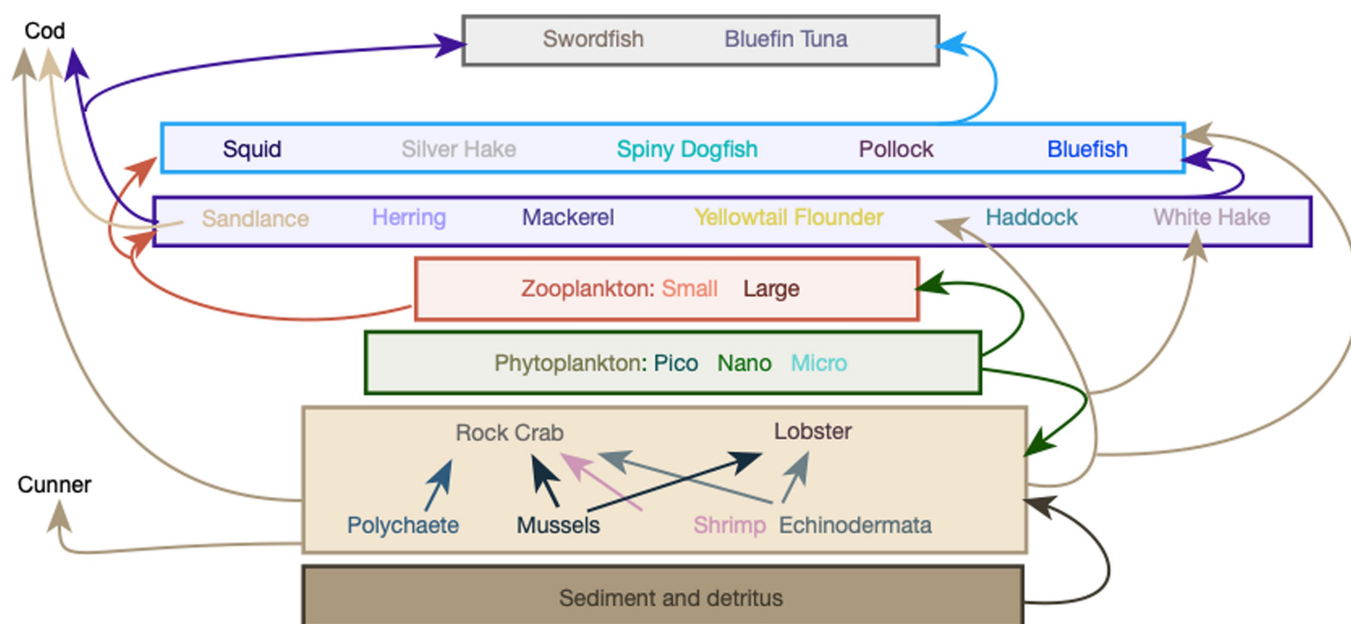 Cod
Swordfish Bluefin Tuna
Squid Silver Hake Spiny Dogfish Pollock Bluefish
Sandlance Herring Mackerel Yellowtail Flounder Haddock White Hake
Zooplankton: Small Large
Phytoplankton: Pico Nano Micro
Rock Crab Lobster
Cunner
Polychaete Mussels Shrimp Echinodermata
Sediment and detritus